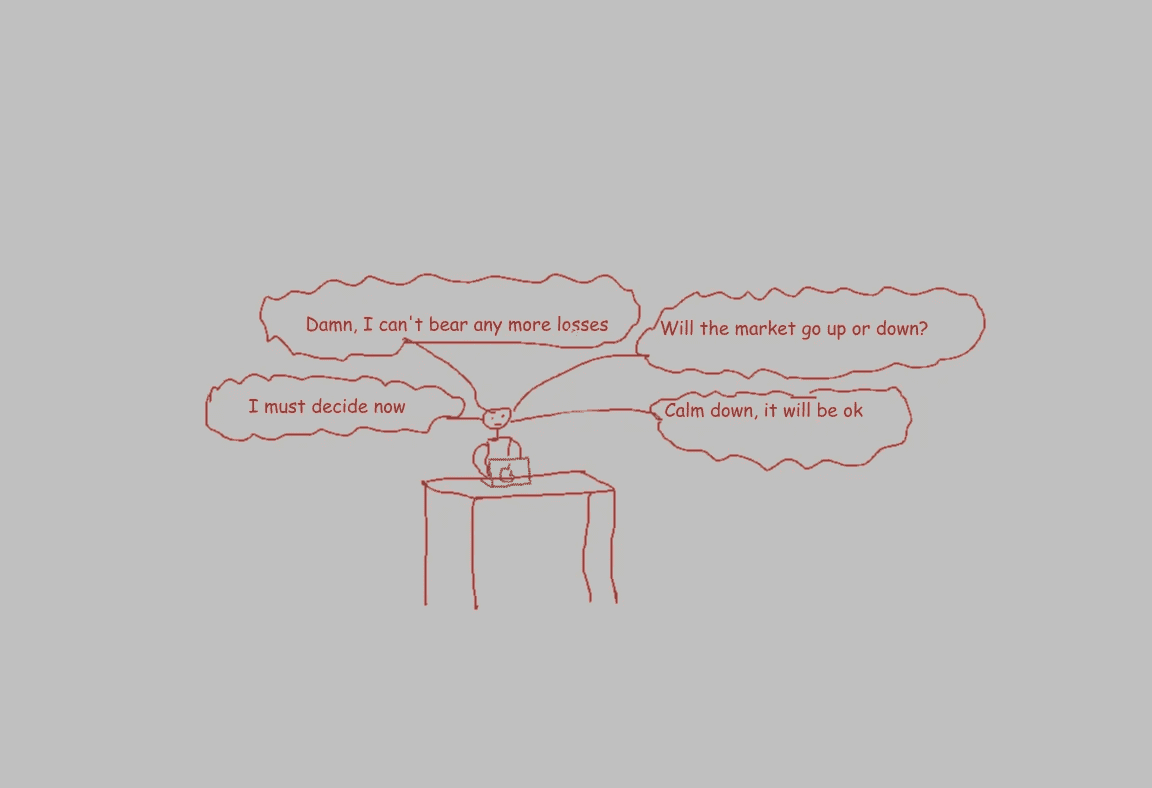 Damn, I can't bear any more losses
Will the market go up or down?
I must decide now
Calm down, it will be ok